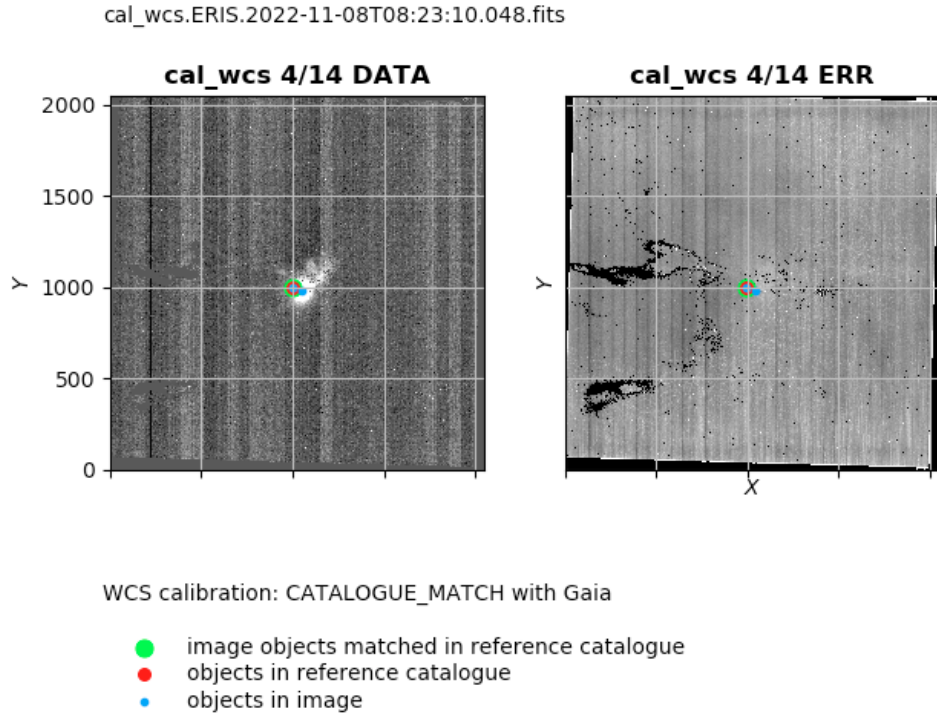 cal_wcs.ERIS.2022-11-08T08:23:10.048.fits
cal_wcs 4/14 DATA
cal_wcs 4/14 ERR
2000
1500
1000
500
0
Y
Y
X
WCS calibration: CATALOGUE_MATCH with Gaia
image objects matched in reference catalogue
objects in reference catalogue
objects in image